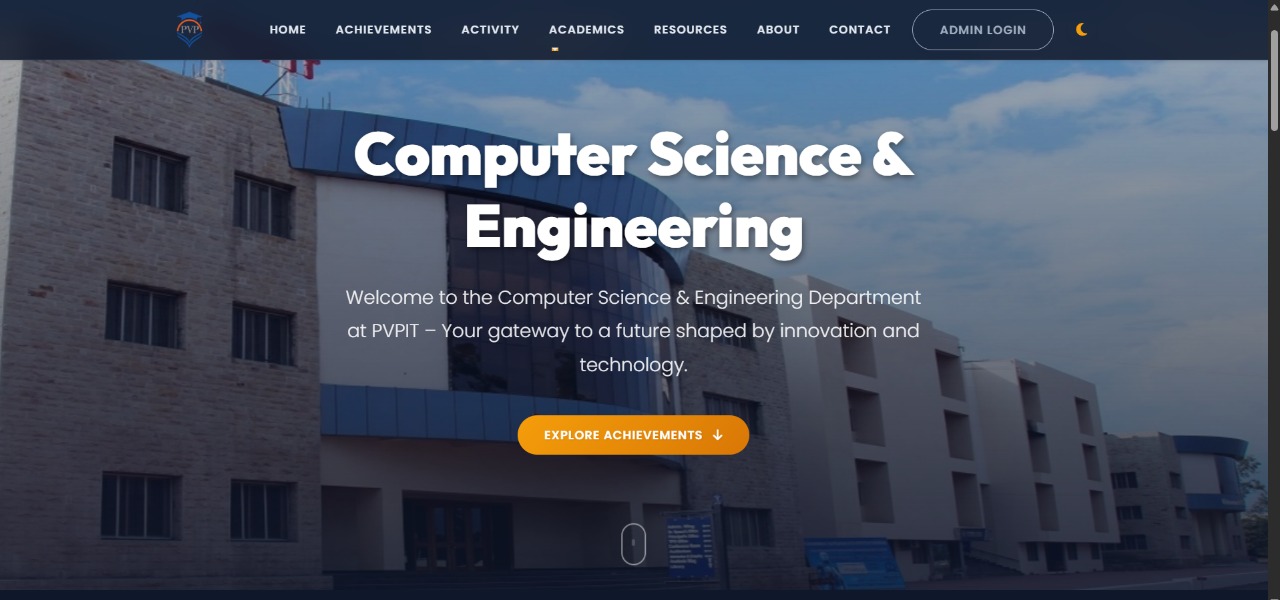 PVP
HOME
ACHIEVEMENTS
ACTIVITY
ACADEMICS
RESOURCES
ABOUT
CONTACT
ADMIN LOGIN
Computer Science &
Engineering
Welcome to the Computer Science & Engineering Department
at PVPIT – Your gateway to a future shaped by innovation and
technology.
EXPLORE ACHIEVEMENTS